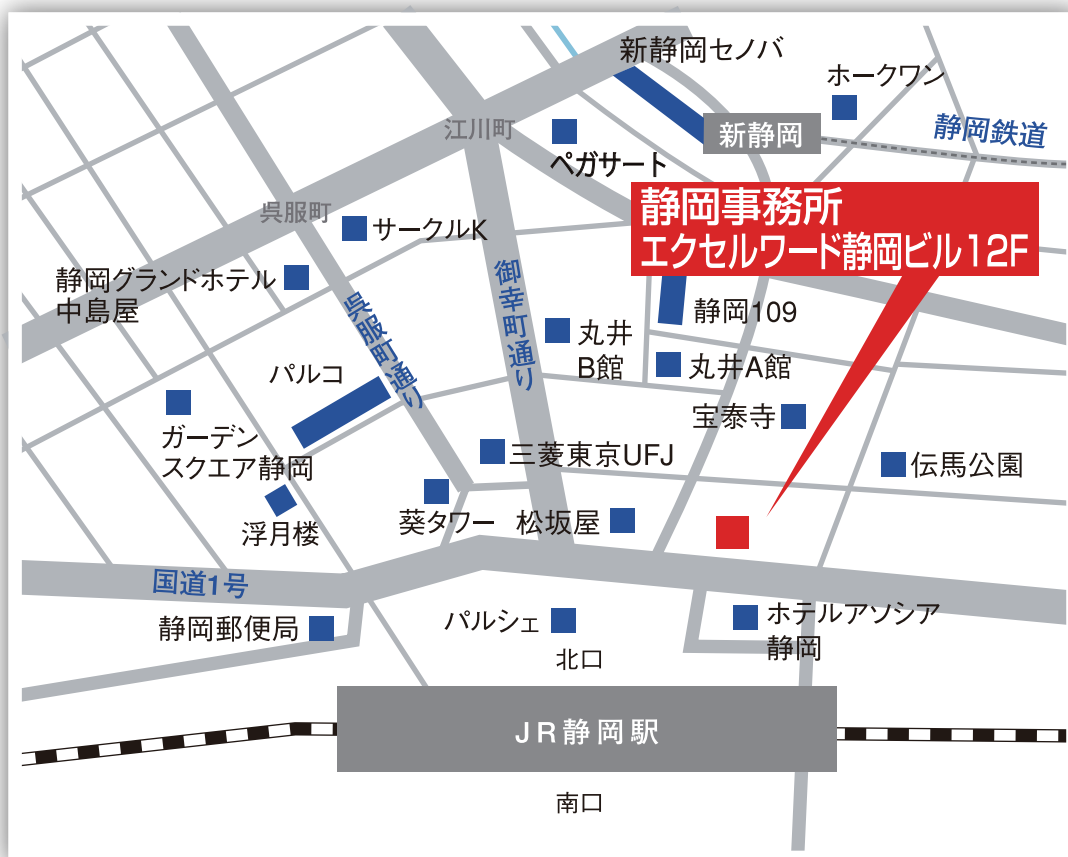 新静岡セノバ
ホークワン
江川町
ペガサート
新静岡
静岡鉄道
静岡事務所
エクセルワード静岡ビル12F
呉服町
サークルK
静岡グランドホテル
中島屋
呉服町通り
御幸町通り
静岡109
丸井
B館
丸井A館
パルコ
ガーデン
スクエア静岡
宝泰寺
三菱東京UFJ
伝馬公園
浮月楼
葵タワー
松坂屋
国道1号
静岡郵便局
パルシェ
ホテルアソシア
静岡
北口
JR静岡駅
南口